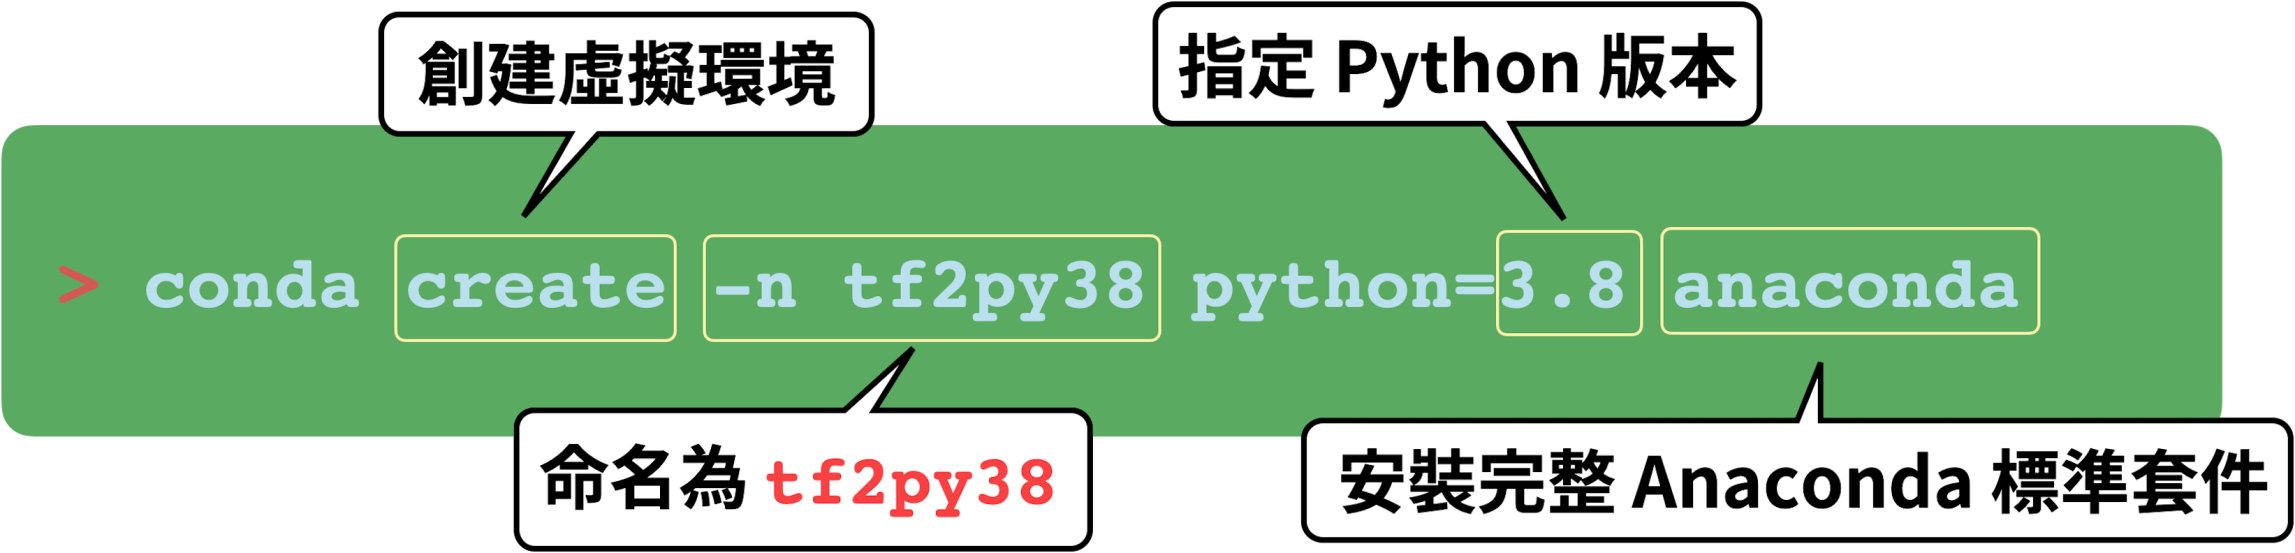 創建虛擬環境
指定 Python 版本
> conda create -n tf2py38 python=3.8 anaconda
命名為 tf2py38
安裝完整 Anaconda 標準套件